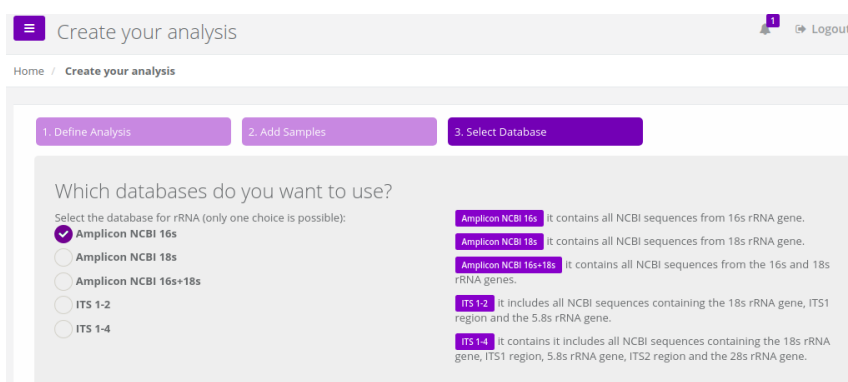 Create your analysis
1
Logout
Home / Create your analysis
1. Define Analysis
2. Add Samples
3. Select Database
Which databases do you want to use?
Select the database for rRNA (only one choice is possible):
Amplicon NCBI 16s
Amplicon NCBI 18s
Amplicon NCBI 16s+18s
ITS 1-2
ITS 1-4
Amplicon NCBI 16s it contains all NCBI sequences from 16s rRNA gene.
Amplicon NCBI 18s it contains all NCBI sequences from 18s rRNA gene.
Amplicon NCBI 16s+18s it contains all NCBI sequences from the 16s and 18s
rRNA genes.
ITS 1-2 it includes all NCBI sequences containing the 18s rRNA gene, ITS1
region and the 5.8s rRNA gene.
ITS 1-4 it contains it includes all NCBI sequences containing the 18s rRNA
gene, ITS1 region, 5.8s rRNA gene, ITS2 region and the 28s rRNA gene.